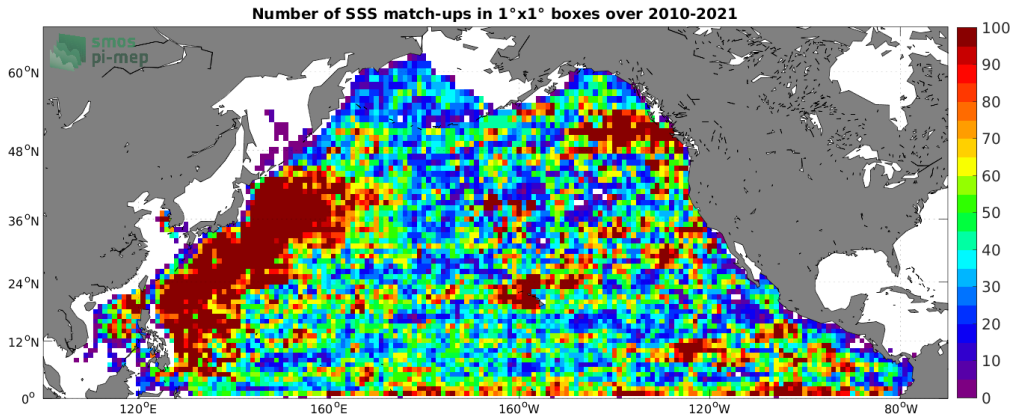 Number of SSS match-ups in 1°x1° boxes over 2010-2021
smos
pi-mep
60°N
48°N
36°N
24°N
12°N
0°
120°E
160°E
160°W
120°W
80°W
100
90
80
70
60
50
40
30
20
10
0